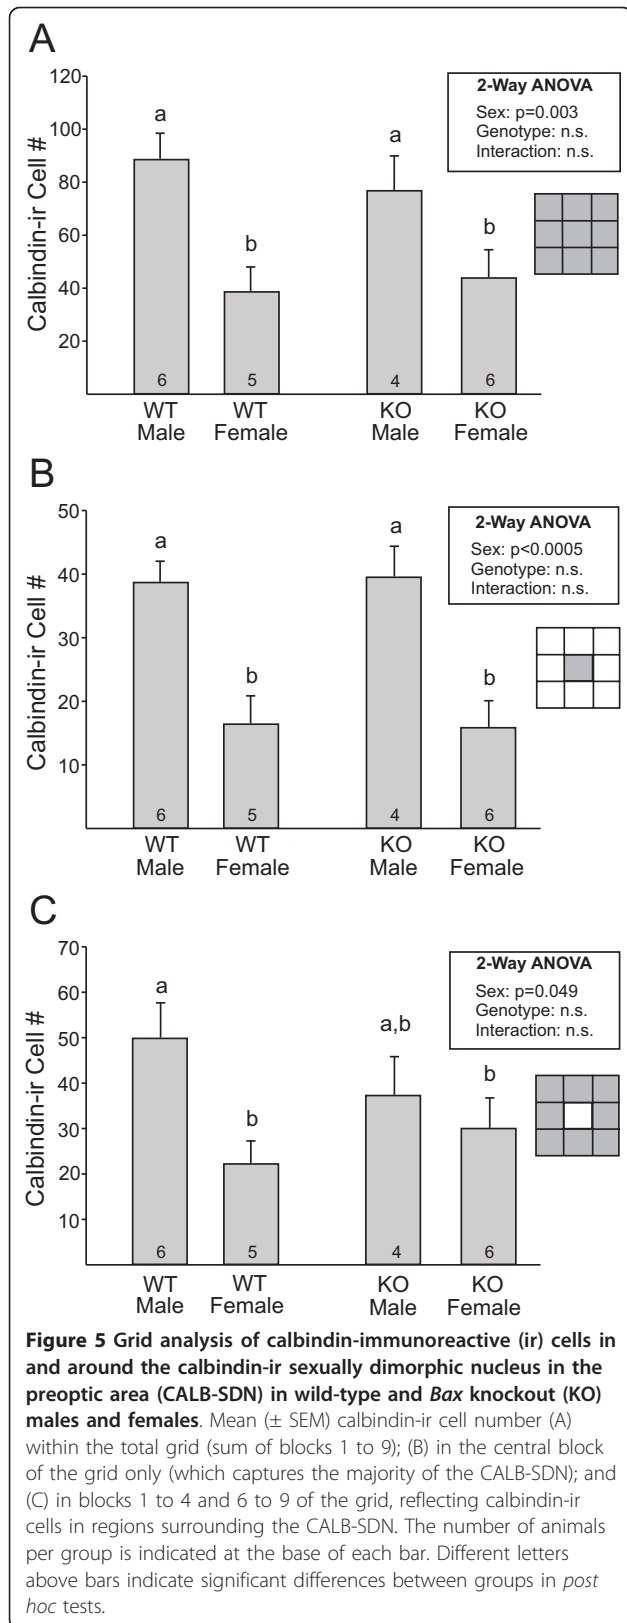 A
Calbindin-ir Cell #
120
100
80
60
40
20
a
b
a
b
6
5
4
6
WT
Male
WT
Female
KO
Male
KO
Female
2-Way ANOVA
Sex: p=0.003
Genotype: n.s.
Interaction: n.s.
B
Calbindin-ir Cell #
50
40
30
20
10
a
b
a
b
6
5
4
6
WT
Male
WT
Female
KO
Male
KO
Female
2-Way ANOVA
Sex: p<0.0005
Genotype: n.s.
Interaction: n.s.
C
Calbindin-ir Cell #
70
60
50
40
30
20
10
a
b
a,b
b
6
5
4
6
WT
Male
WT
Female
KO
Male
KO
Female
2-Way ANOVA
Sex: p=0.049
Genotype: n.s.
Interaction: n.s.
Figure 5 Grid analysis of calbindin-immunoreactive (ir) cells in
and around the calbindin-ir sexually dimorphic nucleus in the
preoptic area (CALB-SDN) in wild-type and Bax knockout (KO)
males and females. Mean (± SEM) calbindin-ir cell number (A)
within the total grid (sum of blocks 1 to 9); (B) in the central block
of the grid only (which captures the majority of the CALB-SDN); and
(C) in blocks 1 to 4 and 6 to 9 of the grid, reflecting calbindin-ir
cells in regions surrounding the CALB-SDN. The number of animals
per group is indicated at the base of each bar. Different letters
above bars indicate significant differences between groups in post
hoc tests.